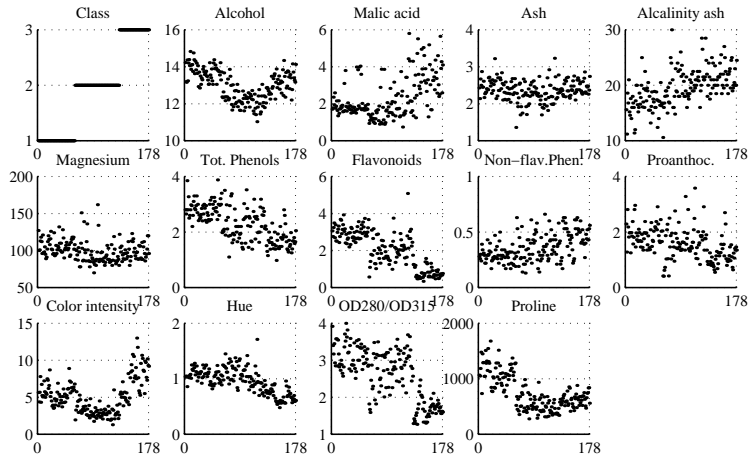 Class Alcohol Malic acid Ash Alcalinity ash
3 16 6 4 30
2 14 4 3 20
12 2 2
1 10 0 1 10
0 178 0 178 0 178 0 178 0 178
Magnesium Tot. Phenols Flavonoids Non−flav.Phen. Proanthoc.
200 4 6 1 4
150 4
2 0.5 2
100 2
50 0 0 0 0
0 178 0 178 0 178 0 178 0 178
Color intensity Hue OD280/OD315 Proline
15 2 4 2000
10 3
1 1000
5 2
0 0 1 0
0 178 0 178 0 178 0 178